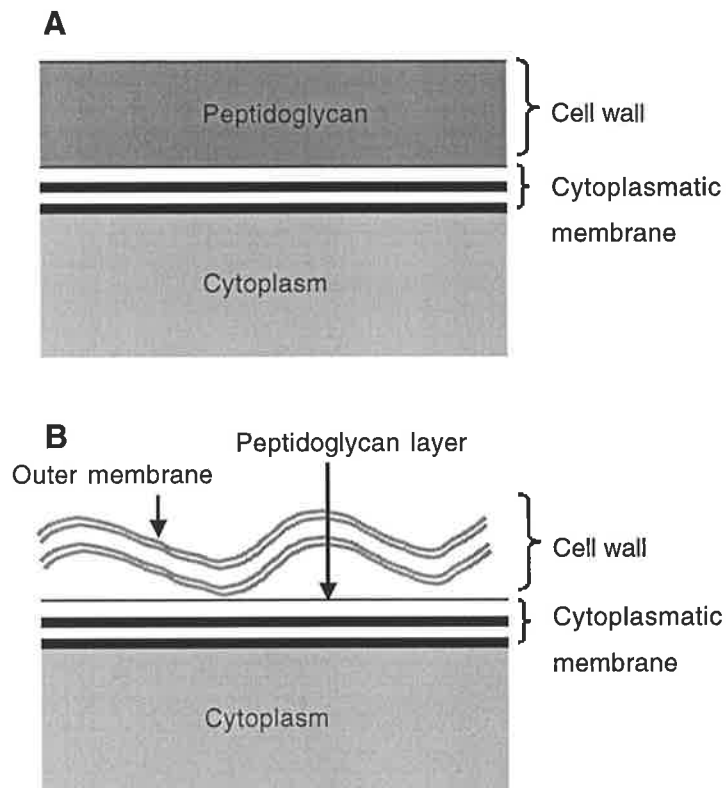 A
Peptidoglycan
Cell wall
Cytoplasmatic
membrane
Cytoplasm
B
Peptidoglycan layer
Outer membrane
Cell wall
Cytoplasmatic
membrane
Cytoplasm